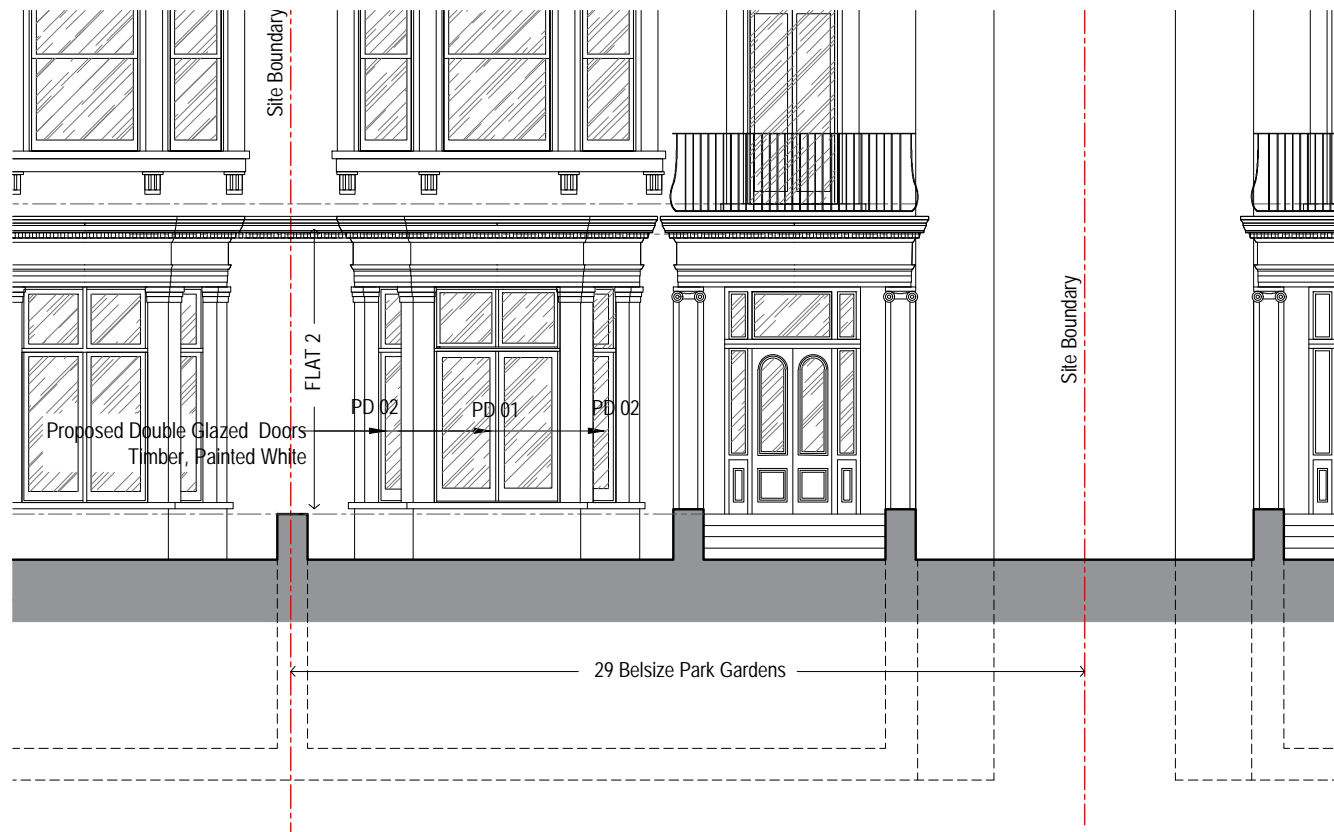 Site Boundary
Site Boundary
FLAT 2
PD 02
PD 01
PD 02
Proposed Double Glazed Doors
Timber, Painted White
29 Belsize Park Gardens